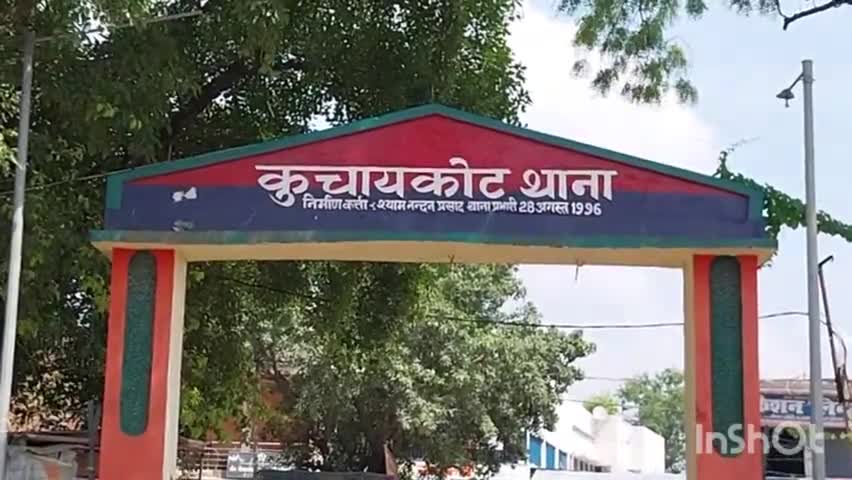 कुचायकोट थाना
निर्माण कर्ता :- श्याम नन्दन प्रसाद थाना प्रभारी 28 अगस्त 1996
InShOt